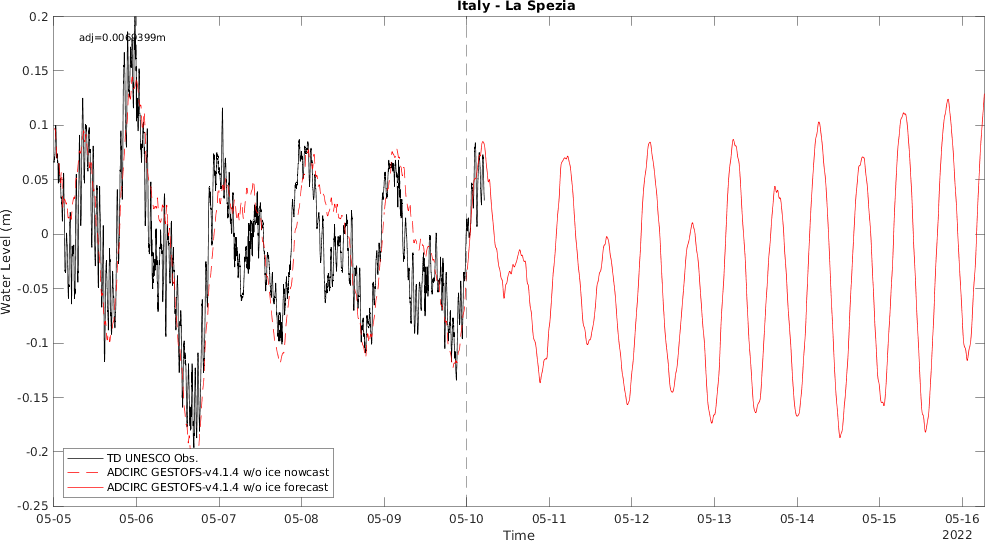 Italy - La Spezia
adj=0.0069399m
0.2
0.15
0.1
0.05
0
-0.05
-0.1
-0.15
-0.2
-0.25
Water Level (m)
TD UNESCO Obs.
ADCIRC GESTOFS-v4.1.4 w/o ice nowcast
ADCIRC GESTOFS-v4.1.4 w/o ice forecast
05-05 05-06 05-07 05-08 05-09 05-10 05-11 05-12 05-13 05-14 05-15 05-16
Time
2022